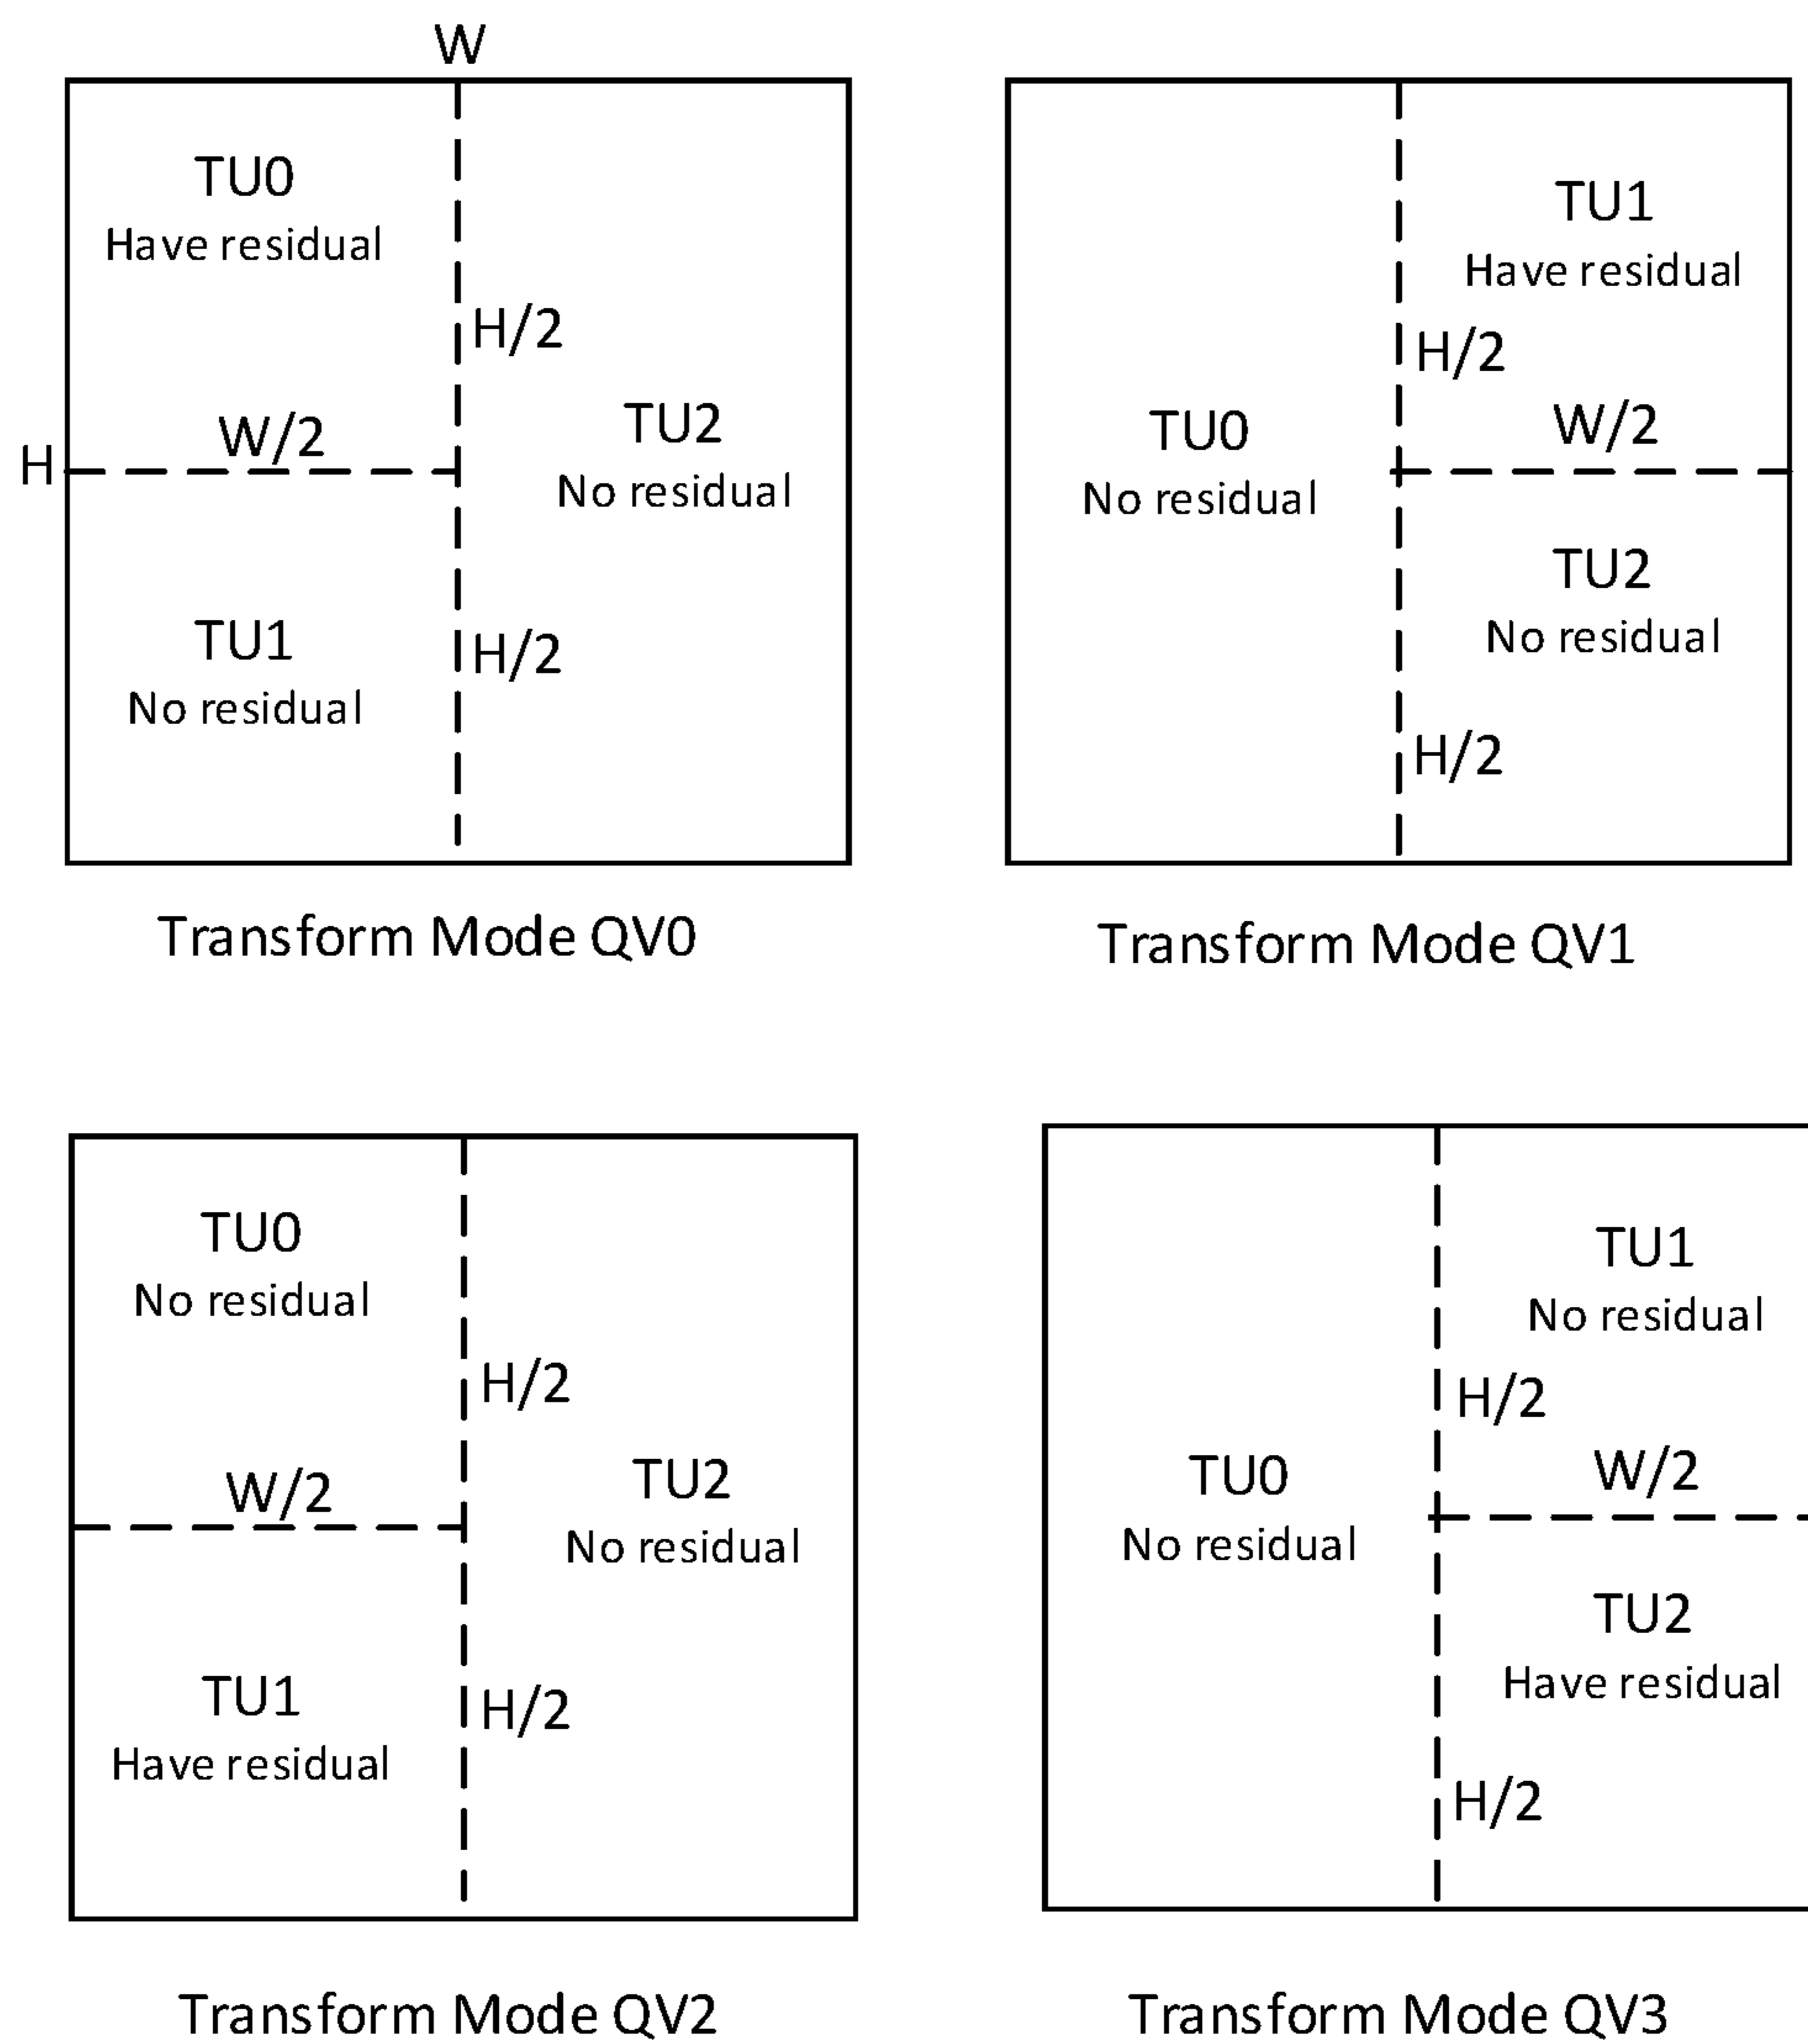 W
TU0
Have residual
H/2
W/2
H
TU2
No residual
TU1
No residual
H/2
Transform Mode QV0
TU1
Have residual
H/2
W/2
TU0
No residual
TU2
No residual
H/2
Transform Mode QV1
TU0
No residual
H/2
W/2
TU2
No residual
TU1
Have residual
H/2
Transform Mode QV2
TU1
No residual
H/2
W/2
TU0
No residual
TU2
Have residual
H/2
Transform Mode QV3